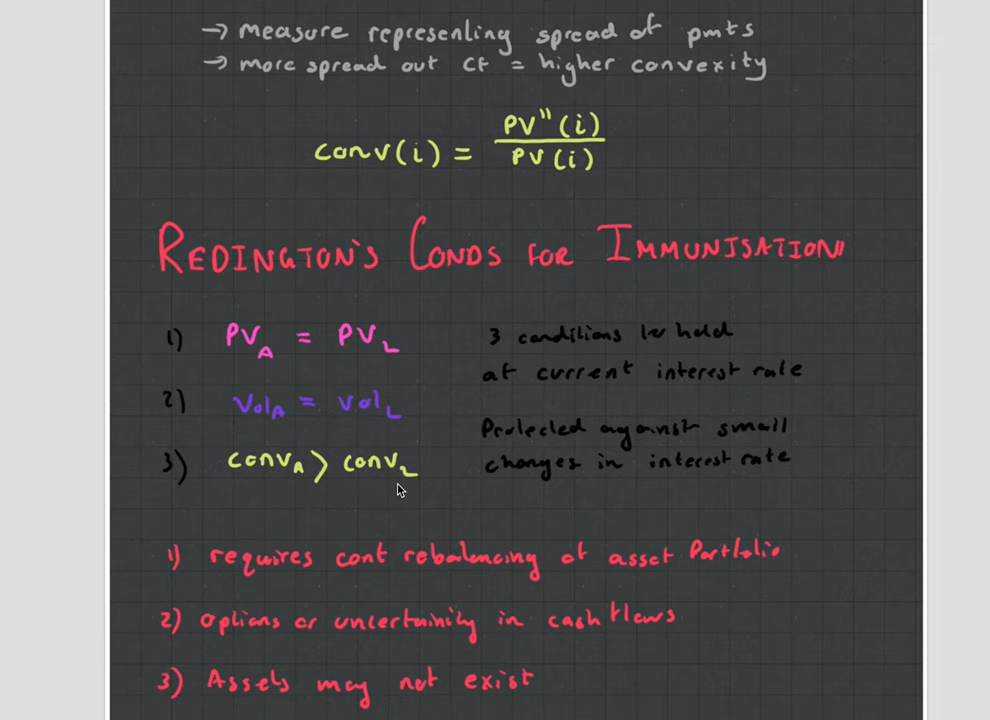 → measure representing spread of pmts
→ more spread out CF = higher convexity
conv(i) = PV"(i) / PV(i)
REDINGTON'S CONDS FOR IMMUNISATION
1) PV_A = PV_L 3 conditions to hold
at current interest rate
2) Vol_A = Vol_L
Protected against small
3) conv_A > conv_L changes in interest rate
1) requires cont rebalancing of asset Portfolio
2) options or uncertainity in cash flows
3) Assets may not exist